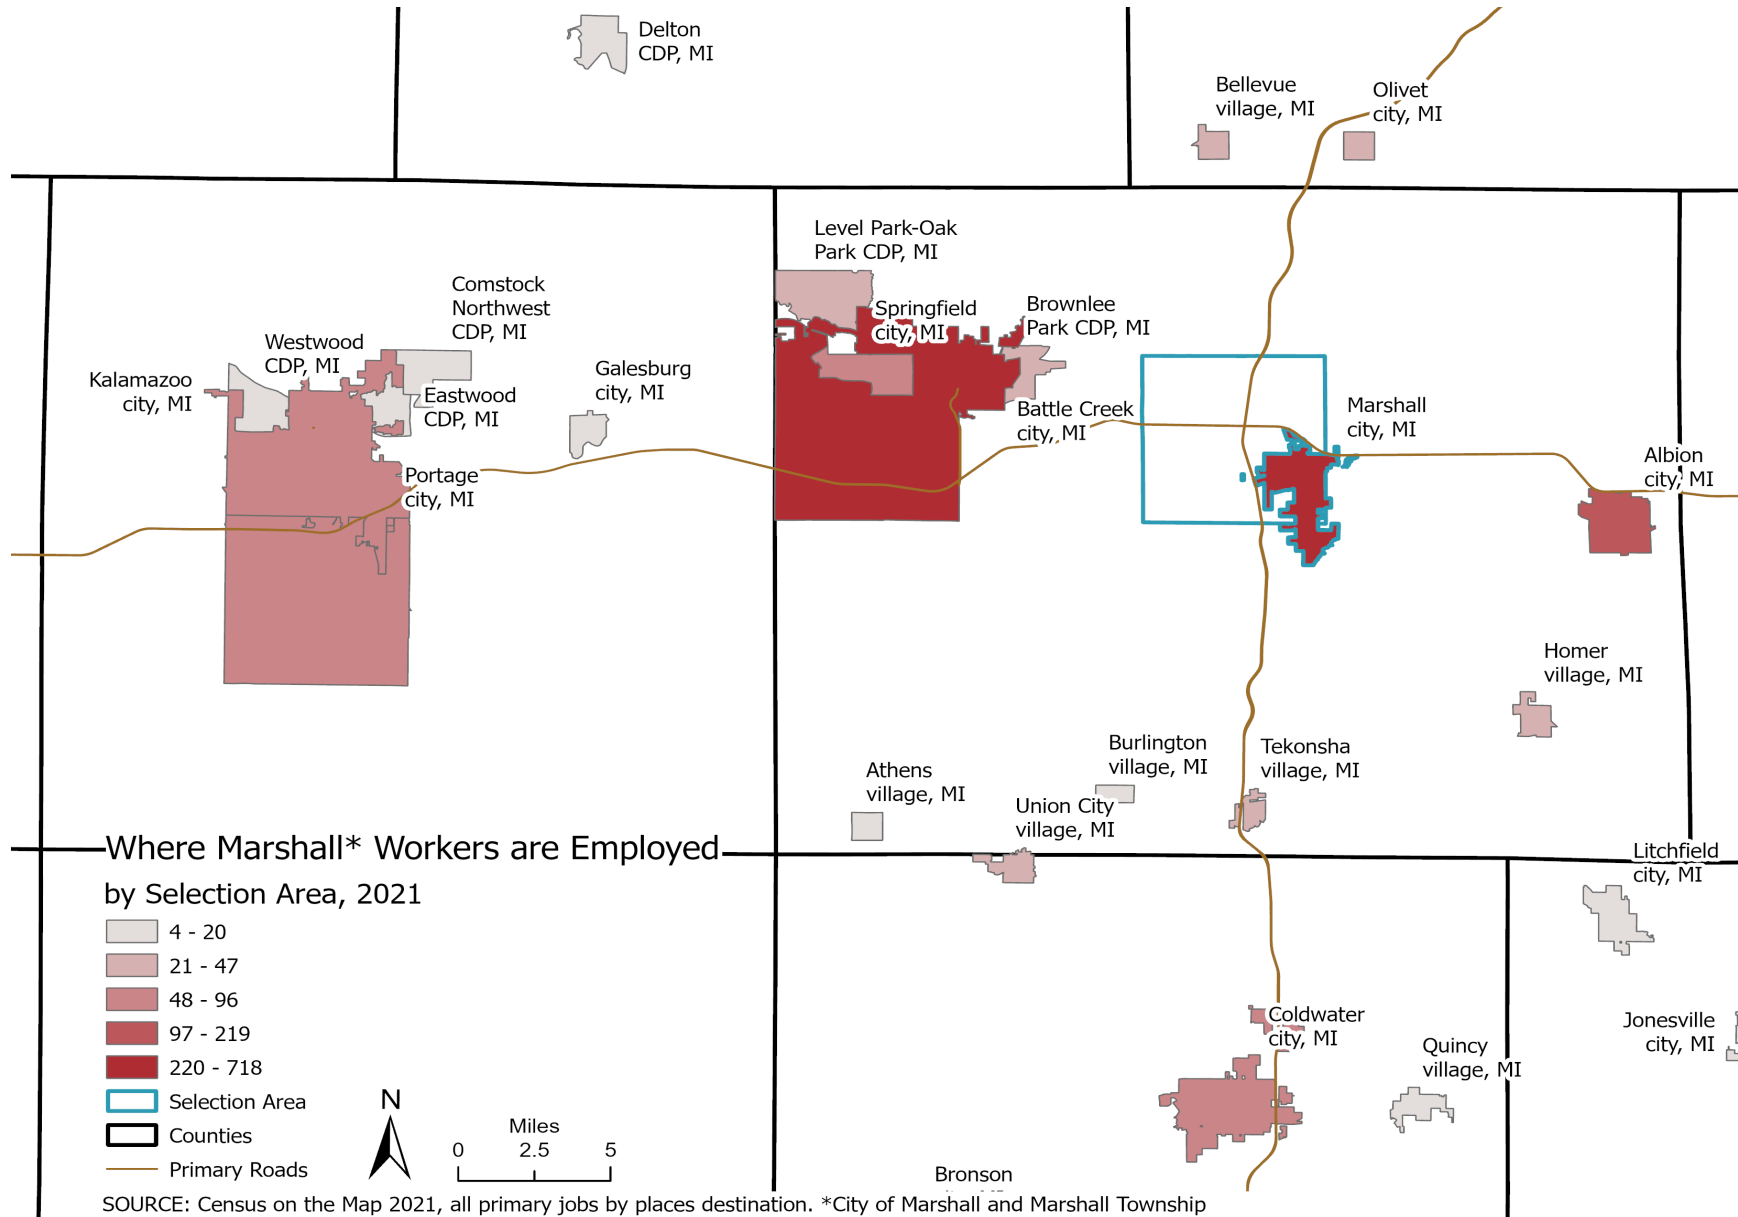 Delton
CDP, MI
Bellevue
village, MI
Olivet
city, MI
Level Park-Oak
Park CDP, MI
Comstock
Northwest
CDP, MI
Springfield
city, MI
Brownlee
Park CDP, MI
Westwood
CDP, MI
Kalamazoo
city, MI
Eastwood
CDP, MI
Galesburg
city, MI
Battle Creek
city, MI
Marshall
city, MI
Albion
city, MI
Portage
city, MI
Homer
village, MI
Burlington
village, MI
Tekonsha
village, MI
Athens
village, MI
Union City
village, MI
Litchfield
city, MI
Coldwater
city, MI
Jonesville
city, MI
Quincy
village, MI
Bronson
Where Marshall* Workers are Employed
by Selection Area, 2021
4 - 20
21 - 47
48 - 96
97 - 219
220 - 718
Selection Area
Counties
Primary Roads
N
Miles
0 2.5 5
SOURCE: Census on the Map 2021, all primary jobs by places destination. *City of Marshall and Marshall Township